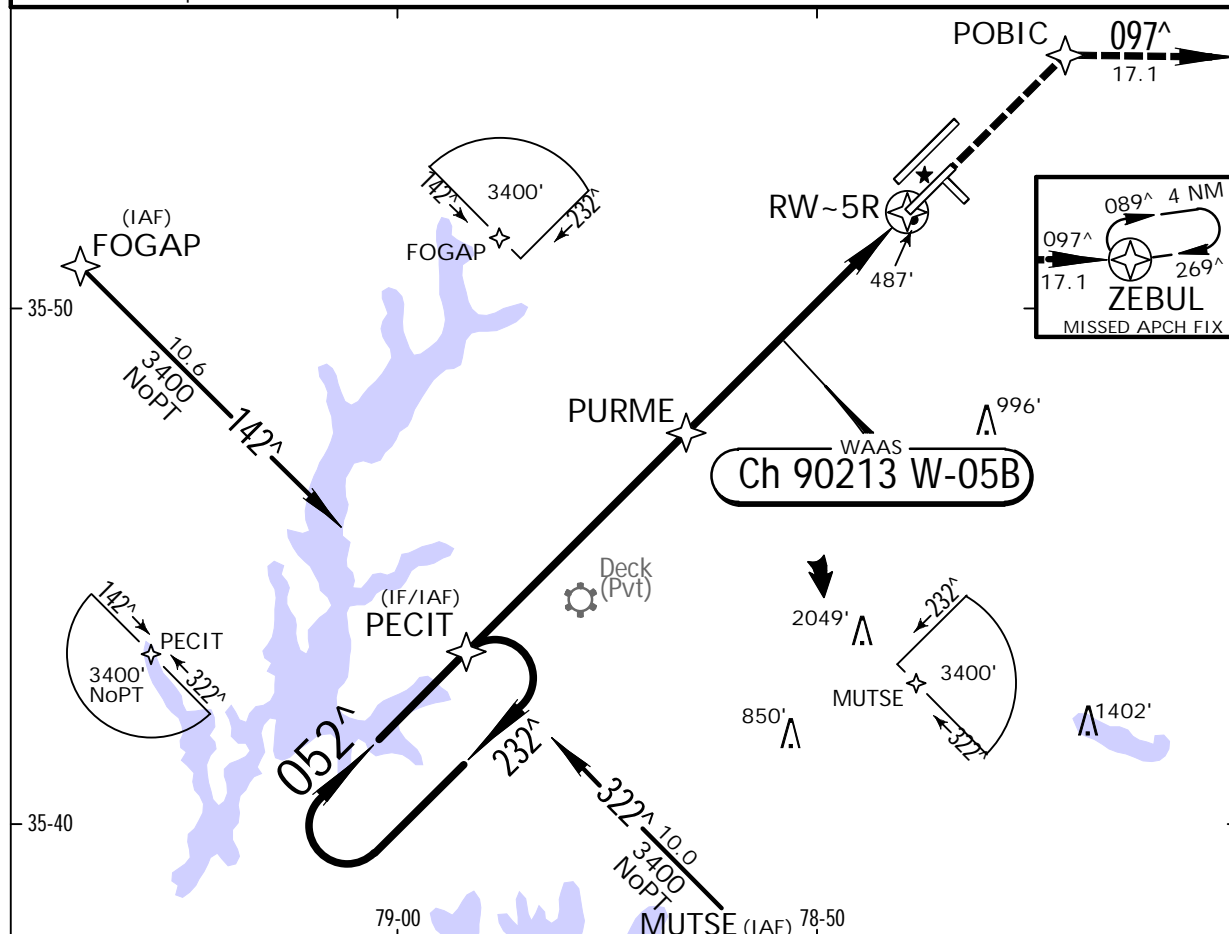 POBIC
097^
17.1
142^
3400'
232^
FOGAP
(IAF)
FOGAP
RW~5R
487'
089^
4 NM
097^
17.1
269^
ZEBUL
MISSED APCH FIX
35-50
10.6
3400
NoPT
142^
PURME
996'
WAAS
Ch 90213 W-05B
Deck
(Pvt)
(IF/IAF)
PECIT
142^
PECIT
3400'
NoPT
322^
2049'
232^
3400'
MUTSE
322^
850'
1402'
052^
232^
322^
10.0
3400
NoPT
35-40
79-00
MUTSE (IAF)
78-50